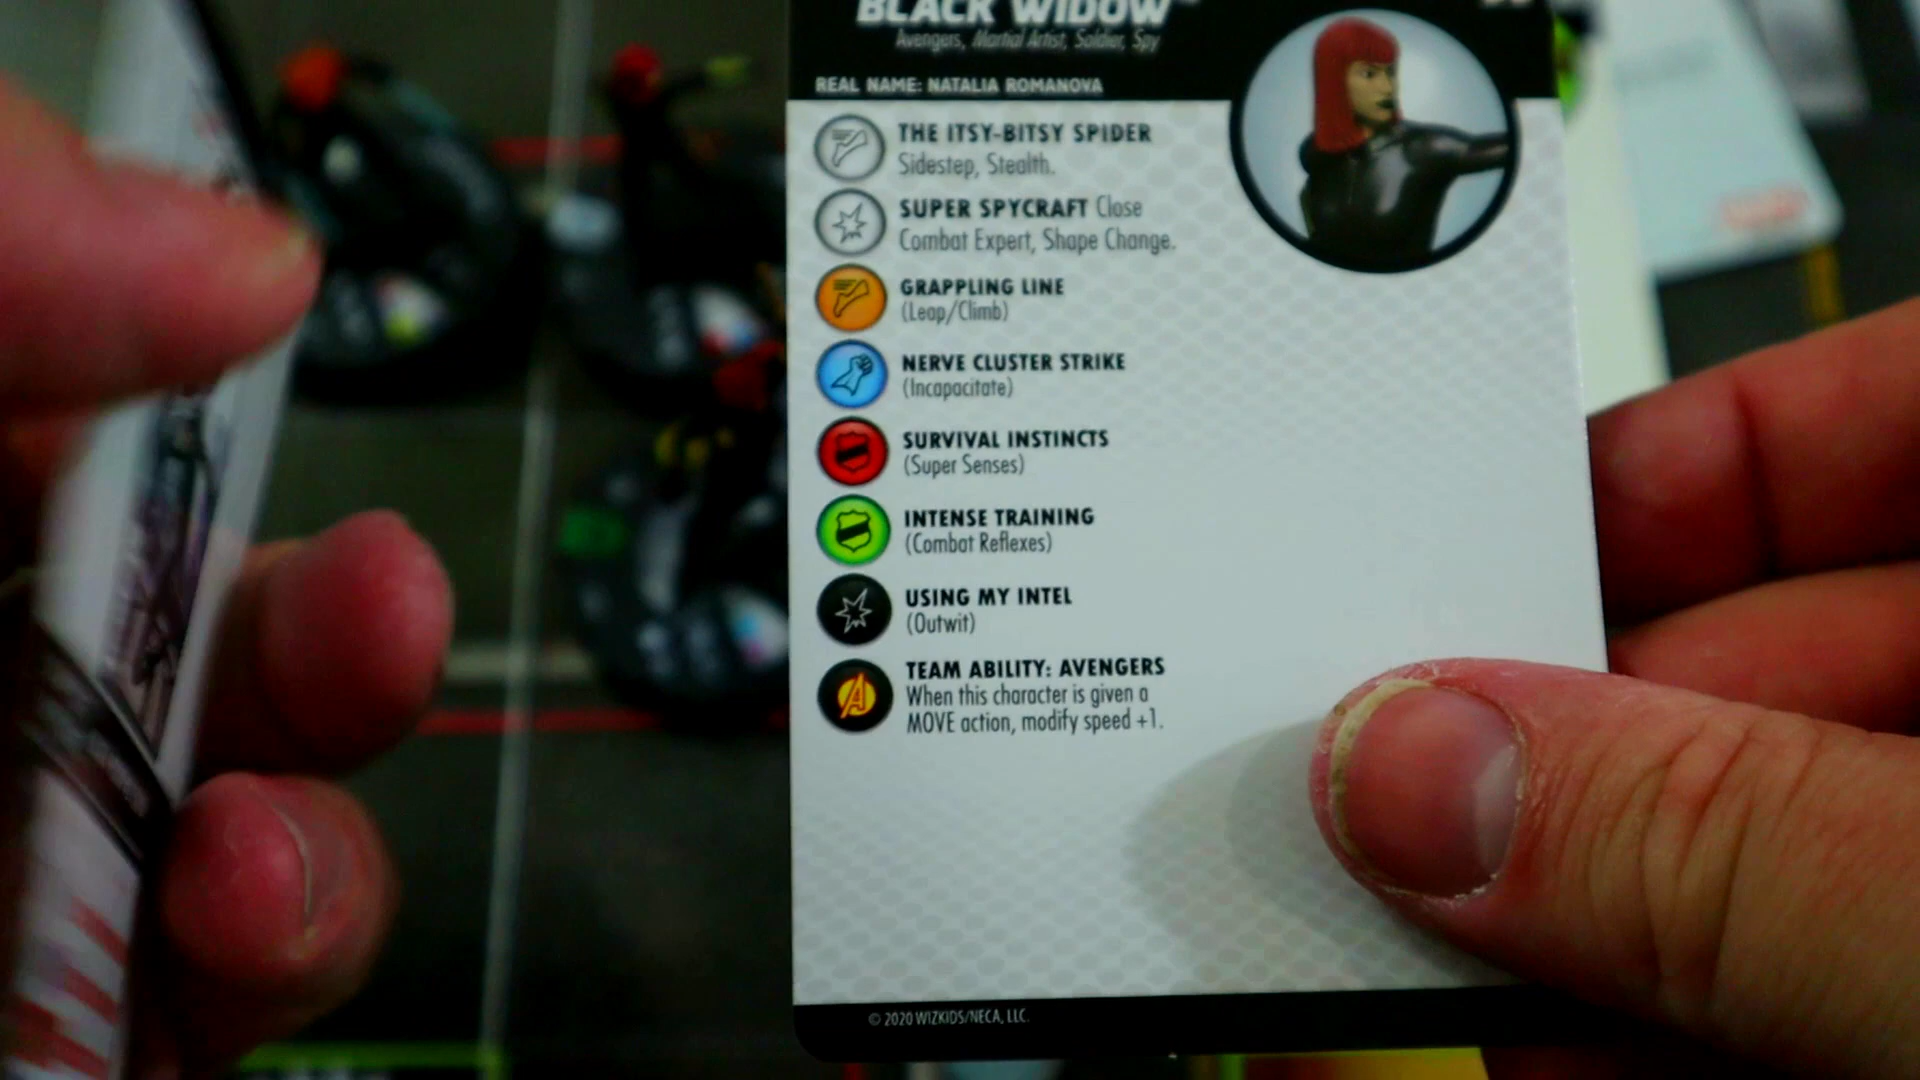 BLACK WIDOW
Avengers, Martial Artist, Soldier, Spy
REAL NAME: NATALIA ROMANOVA
THE ITSY-BITSY SPIDER
Sidestep, Stealth.
SUPER SPYCRAFT Close
Combat Expert, Shape Change.
GRAPPLING LINE
(Leap/Climb)
NERVE CLUSTER STRIKE
(Incapacitate)
SURVIVAL INSTINCTS
(Super Senses)
INTENSE TRAINING
(Combat Reflexes)
USING MY INTEL
(Outwit)
TEAM ABILITY: AVENGERS
When this character is given a
MOVE action, modify speed +1.
© 2020 WIZKIDS/NECA, LLC.